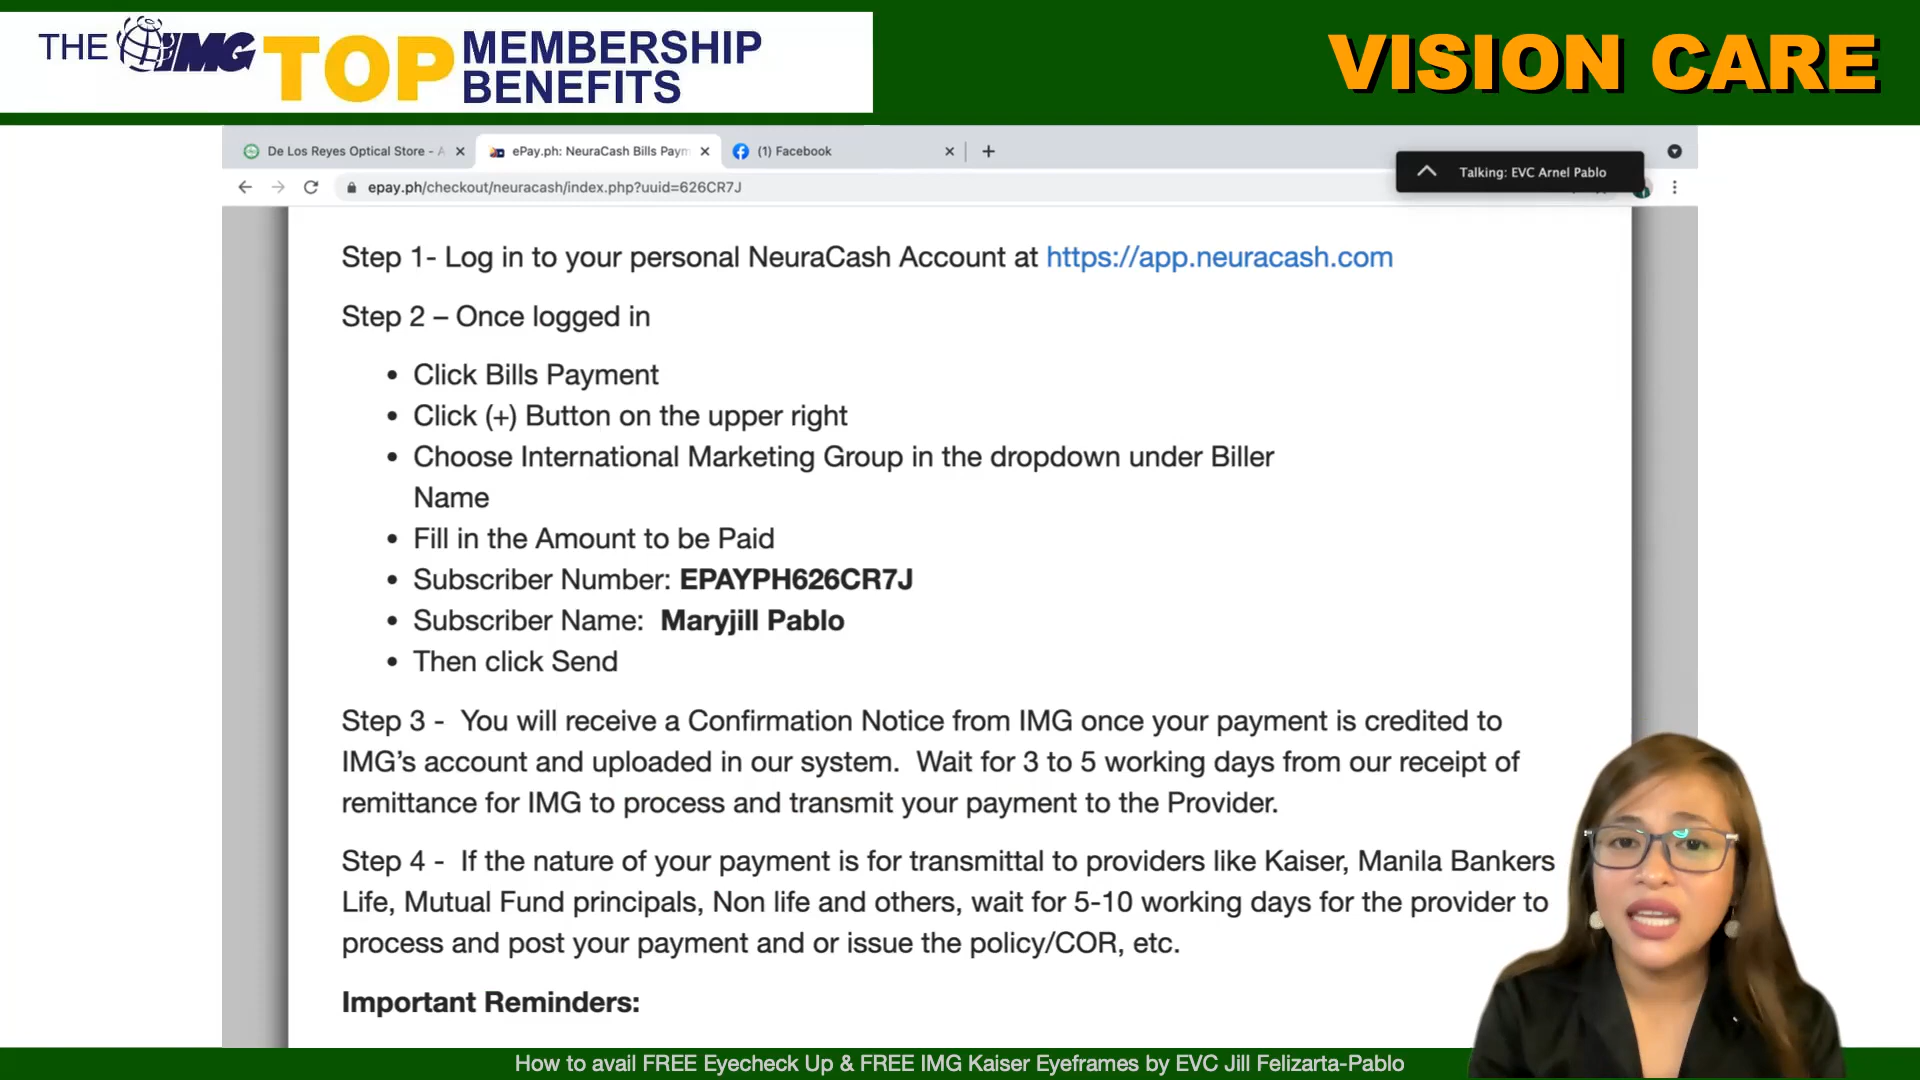 THE IMG TOP MEMBERSHIP BENEFITS
VISION CARE
De Los Reyes Optical Store - A
ePay.ph: NeuraCash Bills Paym
(1) Facebook
epay.ph/checkout/neuracash/index.php?uuid=626CR7J
Talking: EVC Arnel Pablo
Step 1- Log in to your personal NeuraCash Account at https://app.neuracash.com
Step 2 – Once logged in
• Click Bills Payment
• Click (+) Button on the upper right
• Choose International Marketing Group in the dropdown under Biller
Name
• Fill in the Amount to be Paid
• Subscriber Number: EPAYPH626CR7J
• Subscriber Name: Maryjill Pablo
• Then click Send
Step 3 - You will receive a Confirmation Notice from IMG once your payment is credited to
IMG’s account and uploaded in our system. Wait for 3 to 5 working days from our receipt of
remittance for IMG to process and transmit your payment to the Provider.
Step 4 - If the nature of your payment is for transmittal to providers like Kaiser, Manila Bankers
Life, Mutual Fund principals, Non life and others, wait for 5-10 working days for the provider to
process and post your payment and or issue the policy/COR, etc.
Important Reminders:
How to avail FREE Eyecheck Up & FREE IMG Kaiser Eyeframes by EVC Jill Felizarta-Pablo